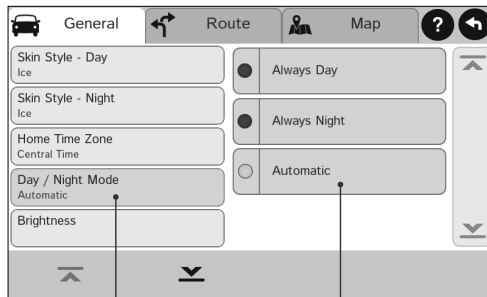 General
Route
Map
?
Skin Style - Day
Ice
Skin Style - Night
Ice
Home Time Zone
Central Time
Day / Night Mode
Automatic
Brightness
Always Day
Always Night
Automatic